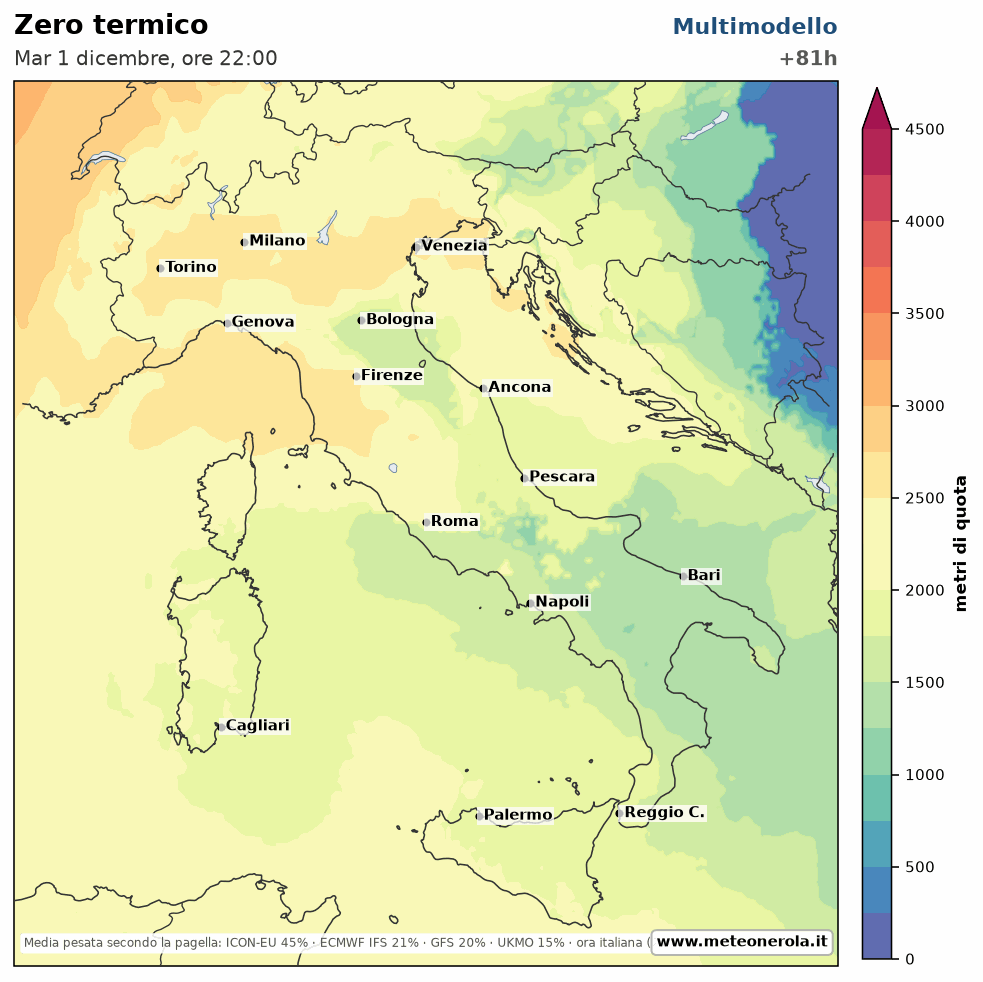 Zero termico
Multimodello
Mar 1 dicembre, ore 22:00
+81h
4500
4000
3500
3000
2500
2000
1500
1000
500
0
metri di quota
Milano
Venezia
Torino
Genova
Bologna
Firenze
Ancona
Pescara
Roma
Bari
Napoli
Cagliari
Palermo
Reggio C.
Media pesata secondo la pagella: ICON-EU 45% · ECMWF IFS 21% · GFS 20% · UKMO 15% · ora italiana (
www.meteonerola.it